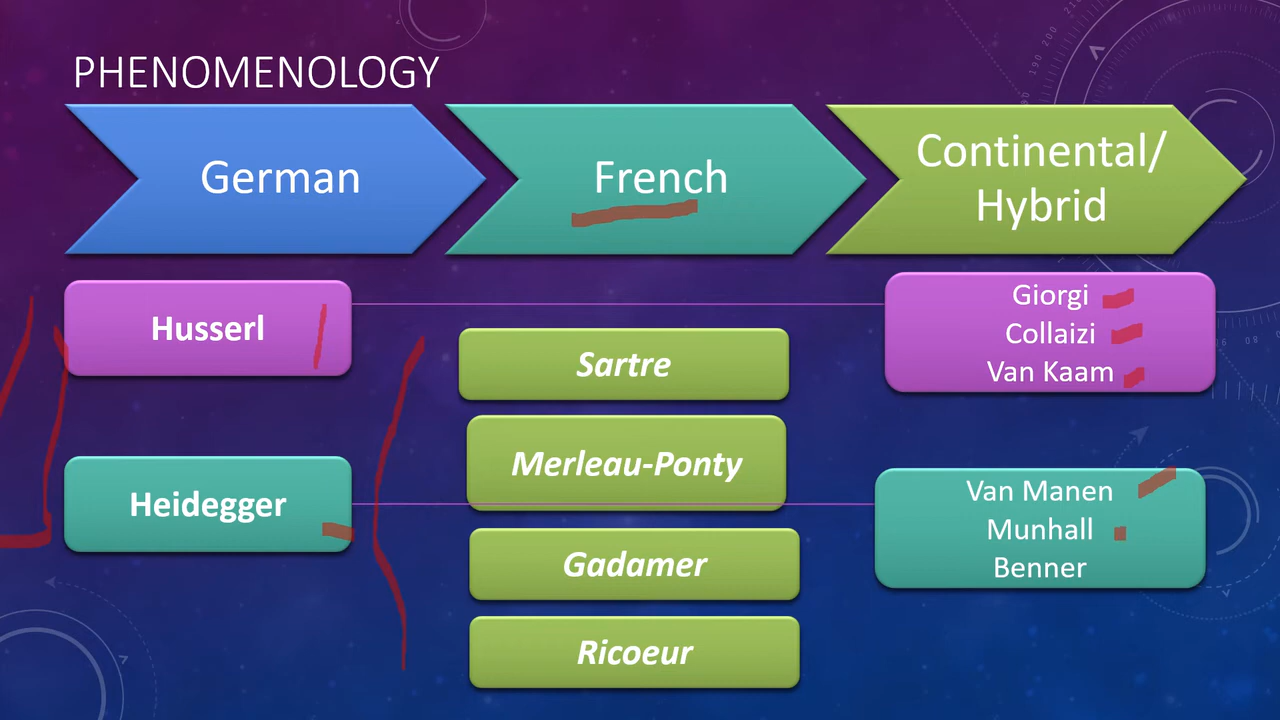 PHENOMENOLOGY
German
French
Continental/
Hybrid
Husserl
Heidegger
Sartre
Merleau-Ponty
Gadamer
Ricoeur
Giorgi
Collaizi
Van Kaam
Van Manen
Munhall
Benner